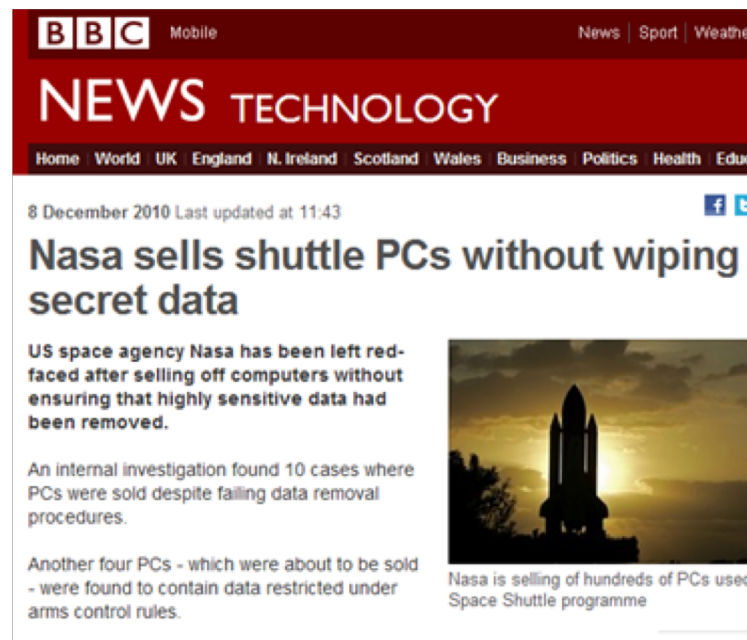 BBC Mobile News Sport
NEWS TECHNOLOGY
Home World UK England N. Ireland Scotland Wales Business Politics Health
8 December 2010 Last updated at 11:43
Nasa sells shuttle PCs without wiping
secret data
US space agency Nasa has been left red-
faced after selling off computers without
ensuring that highly sensitive data had
been removed.
An internal investigation found 10 cases where
PCs were sold despite failing data removal
procedures.
Another four PCs - which were about to be sold
- were found to contain data restricted under
arms control rules.
Nasa is selling of hundreds of PCs used
Space Shuttle programme